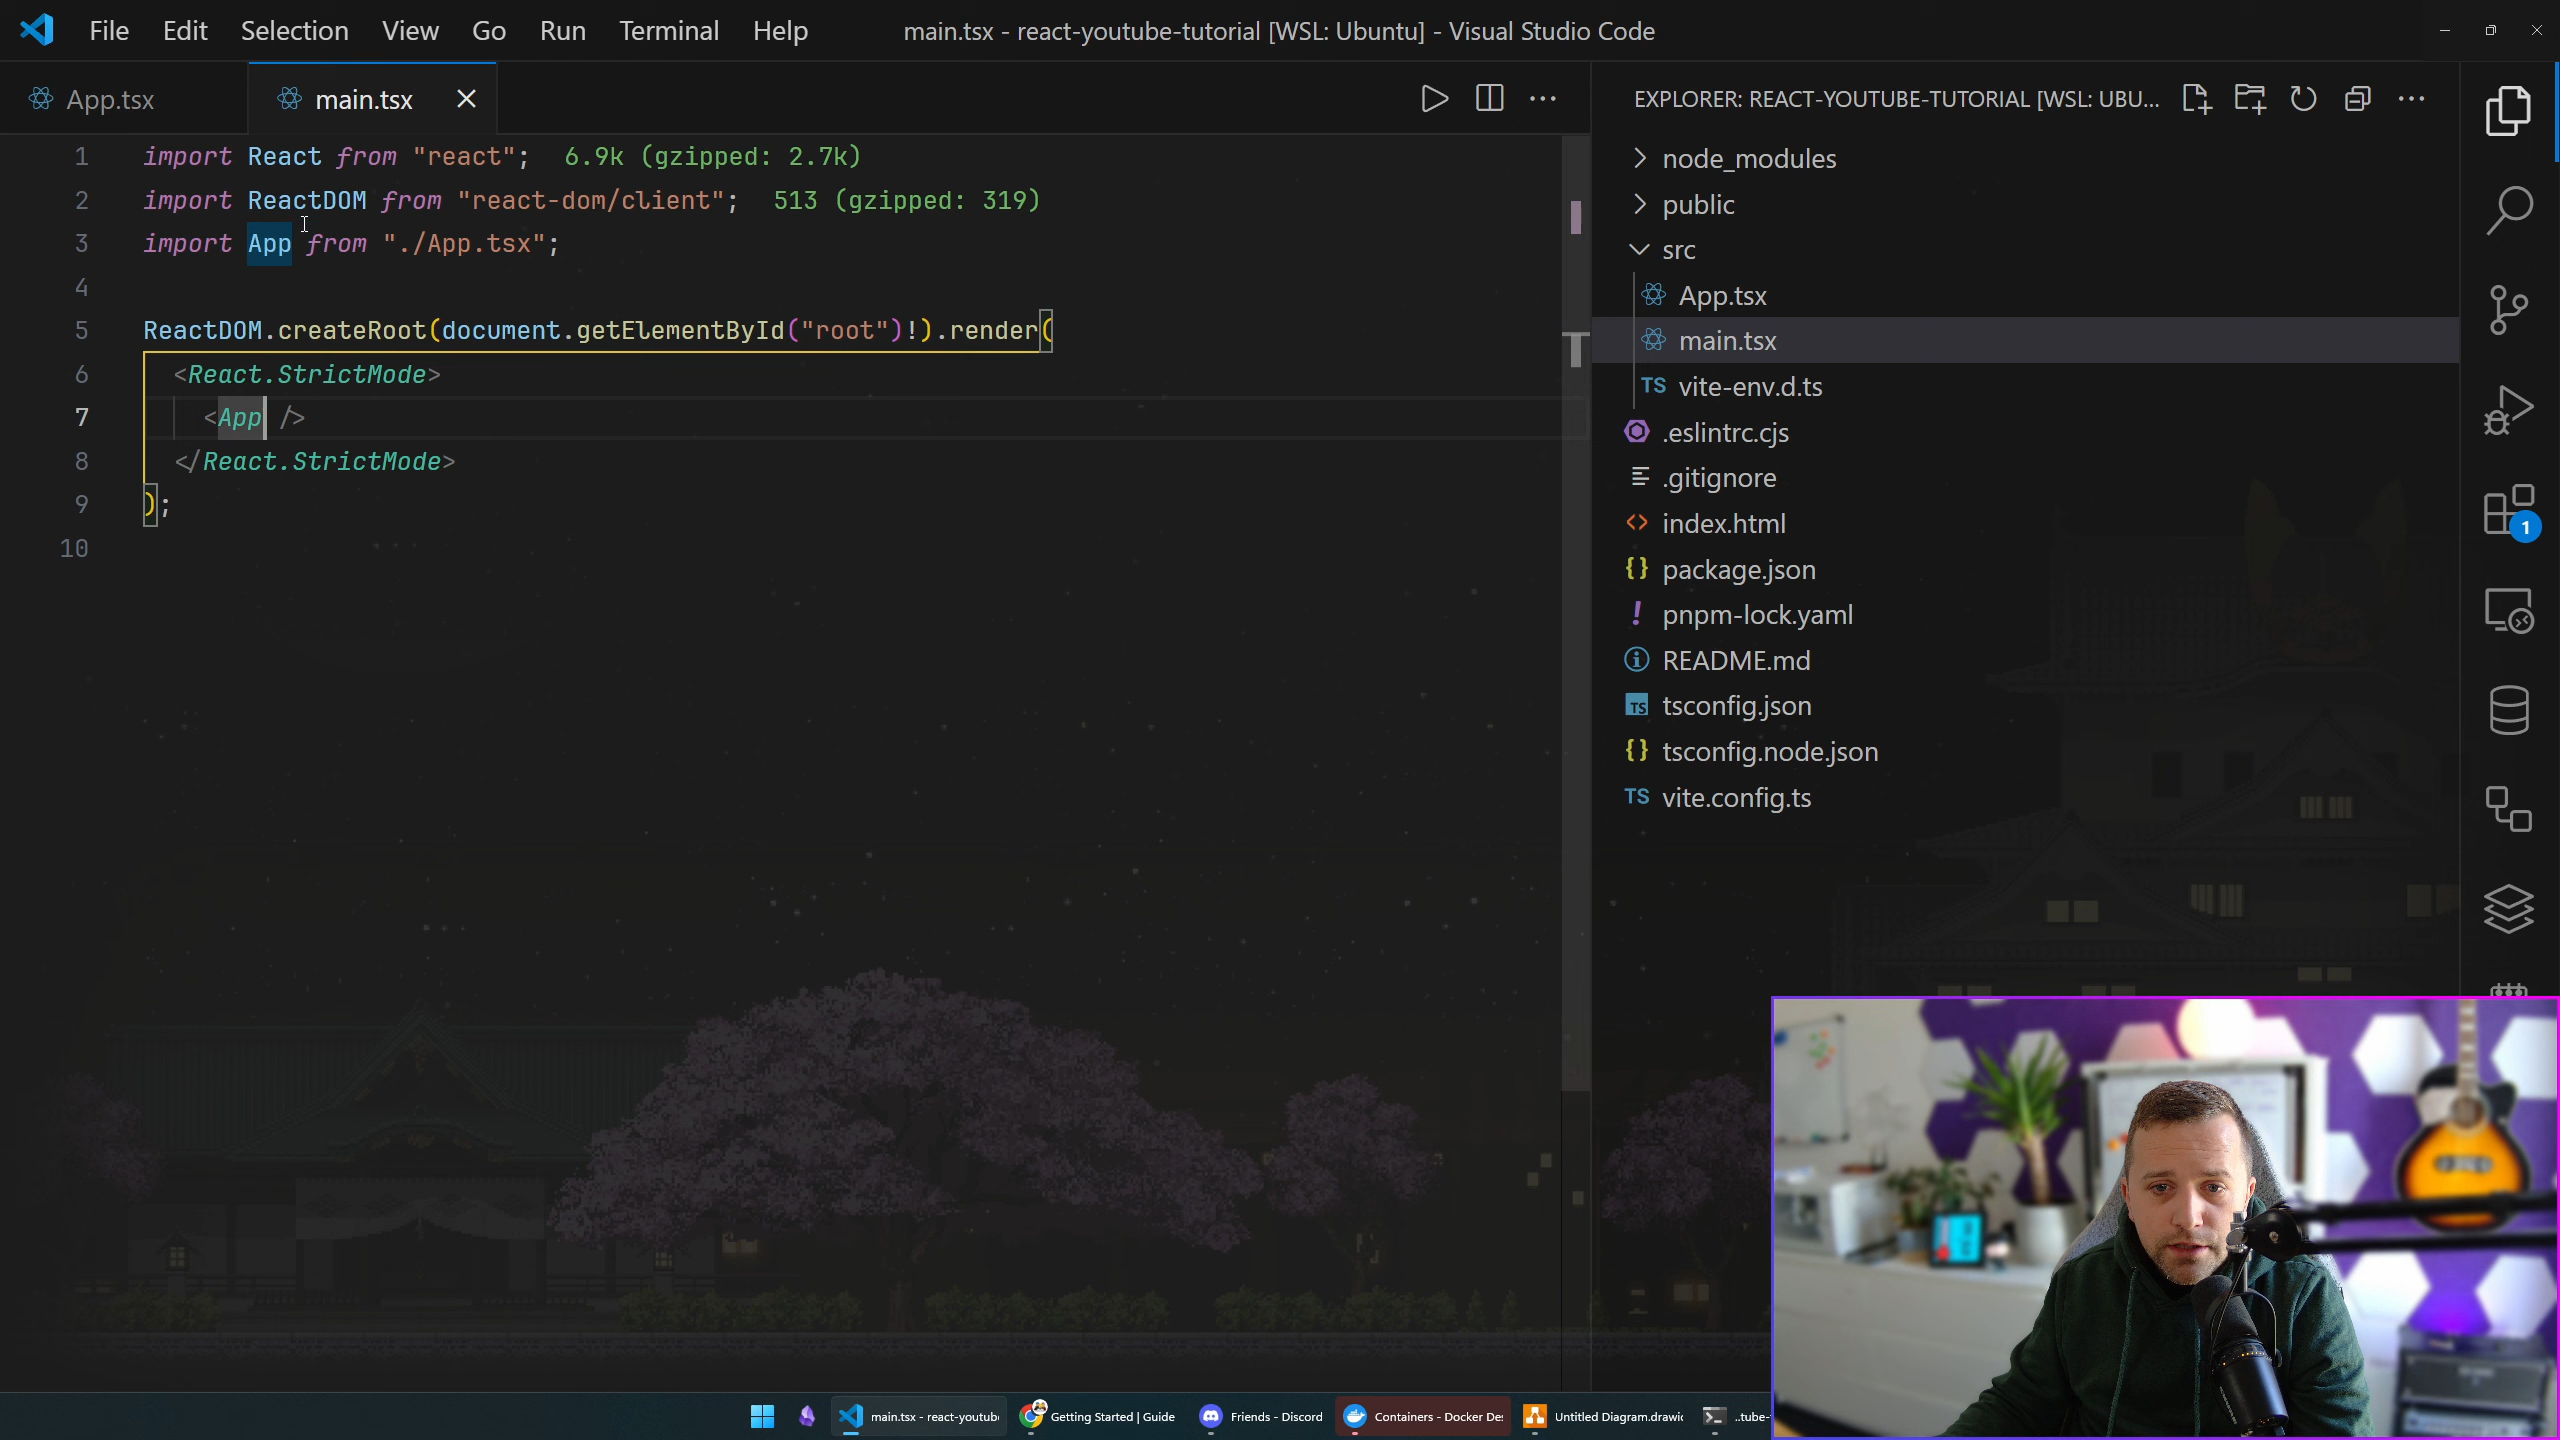 File Edit Selection View Go Run Terminal Help
main.tsx - react-youtube-tutorial [WSL: Ubuntu] - Visual Studio Code
App.tsx
main.tsx
EXPLORER: REACT-YOUTUBE-TUTORIAL [WSL: UBU...
1 import React from "react"; 6.9k (gzipped: 2.7k)
2 import ReactDOM from "react-dom/client"; 513 (gzipped: 319)
3 import App from "./App.tsx";
4
5 ReactDOM.createRoot(document.getElementById("root")!).render(
6 <React.StrictMode>
7 <App />
8 </React.StrictMode>
9 );
10
node_modules
public
src
App.tsx
main.tsx
TS vite-env.d.ts
.eslintrc.cjs
.gitignore
index.html
{} package.json
! pnpm-lock.yaml
README.md
TS tsconfig.json
{} tsconfig.node.json
TS vite.config.ts
1
main.tsx - react-youtub
Getting Started | Guide
Friends - Discord
Containers - Docker Des
Untitled Diagram.drawio
..tube-